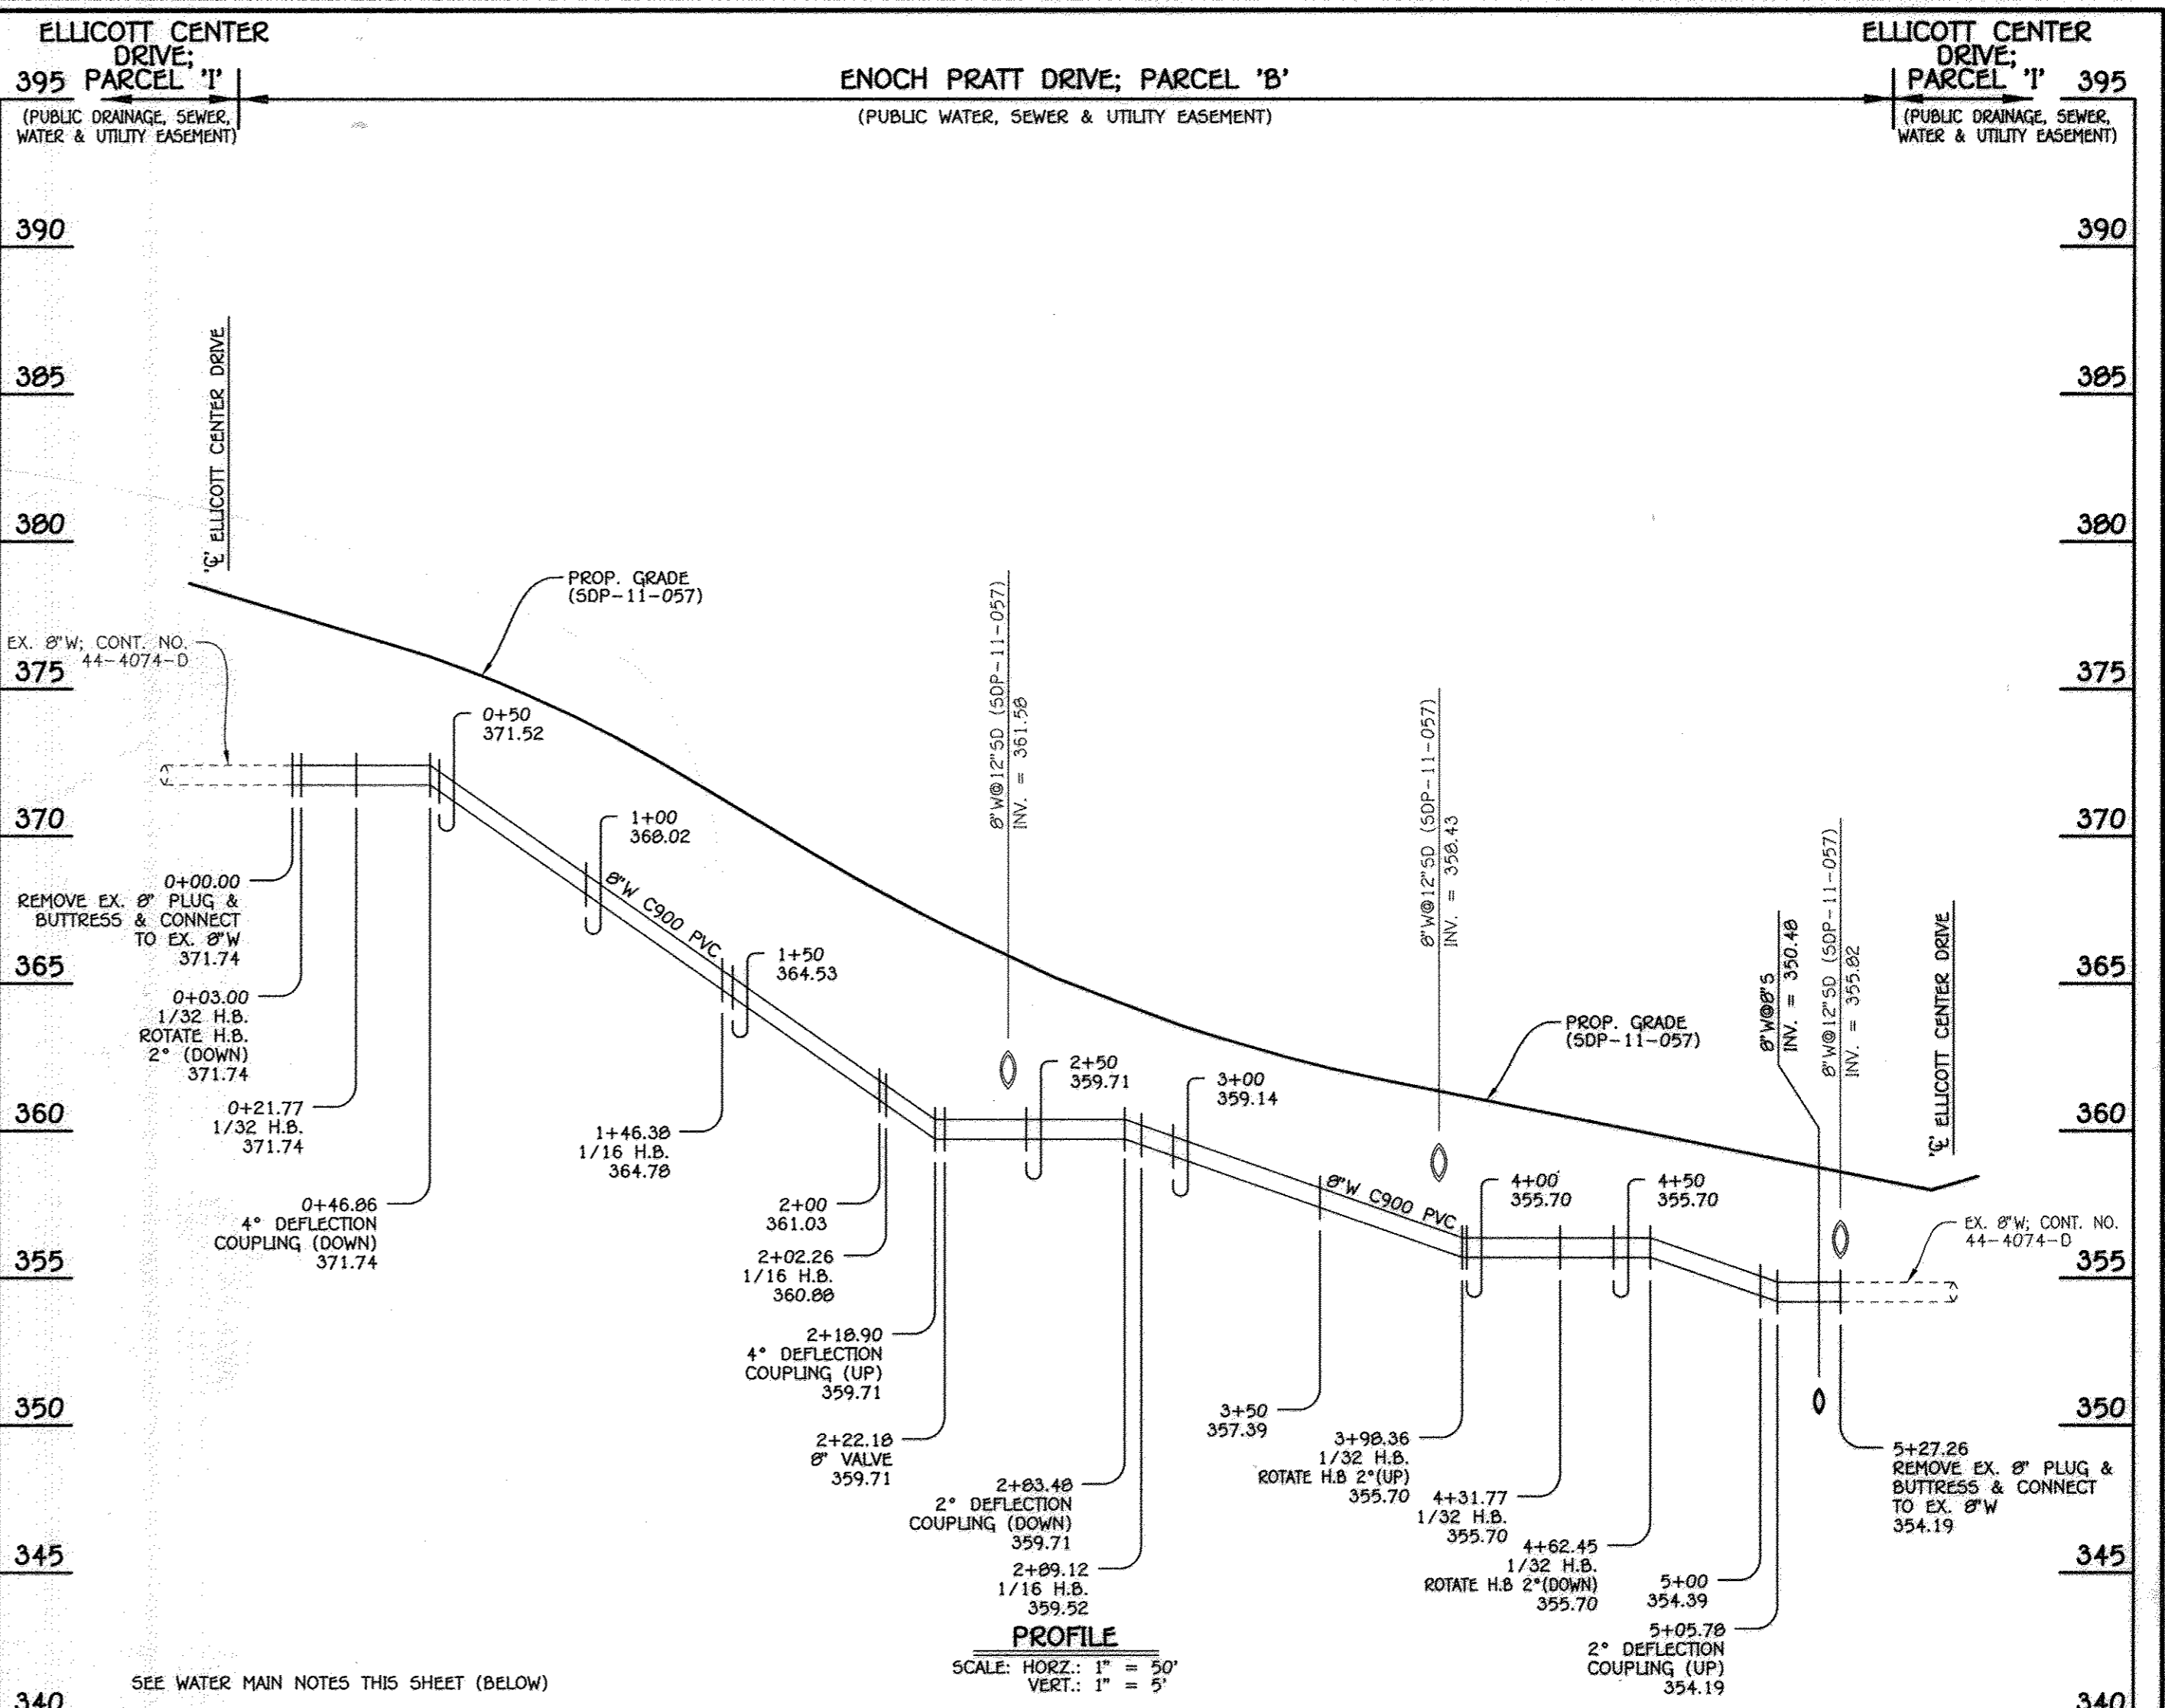 ELLICOTT CENTER
DRIVE;
PARCEL 'I'
(PUBLIC DRAINAGE, SEWER,
WATER & UTILITY EASEMENT)
ENOCH PRATT DRIVE; PARCEL 'B'
(PUBLIC WATER, SEWER & UTILITY EASEMENT)
ELLICOTT CENTER
DRIVE;
PARCEL 'I'
(PUBLIC DRAINAGE, SEWER,
WATER & UTILITY EASEMENT)
395
390
385
380
375
370
365
360
355
350
345
340
395
390
385
380
375
370
365
360
355
350
345
340
'℄' ELLICOTT CENTER DRIVE
PROP. GRADE
(SDP-11-057)
EX. 8"W; CONT. NO.
44-4074-D
0+50
371.52
1+00
368.02
8"W C900 PVC
1+50
364.53
8"W@12"SD (SDP-11-057)
INV. = 361.58
8"W@12"SD (SDP-11-057)
INV. = 358.43
8"W@8"S
INV. = 350.48
8"W@12"SD (SDP-11-057)
INV. = 355.82
'℄' ELLICOTT CENTER DRIVE
PROP. GRADE
(SDP-11-057)
0+00.00
REMOVE EX. 8" PLUG &
BUTTRESS & CONNECT
TO EX. 8"W
371.74
0+03.00
1/32 H.B.
ROTATE H.B.
2° (DOWN)
371.74
0+21.77
1/32 H.B.
371.74
0+46.86
4° DEFLECTION
COUPLING (DOWN)
371.74
1+46.38
1/16 H.B.
364.78
2+00
361.03
2+02.26
1/16 H.B.
360.88
2+18.90
4° DEFLECTION
COUPLING (UP)
359.71
2+22.18
8" VALVE
359.71
2+50
359.71
3+00
359.14
2+83.48
2° DEFLECTION
COUPLING (DOWN)
359.71
2+89.12
1/16 H.B.
359.52
8"W C900 PVC
3+50
357.39
3+98.36
1/32 H.B.
ROTATE H.B 2°(UP)
355.70
4+00
355.70
4+50
355.70
4+31.77
1/32 H.B.
355.70
4+62.45
1/32 H.B.
ROTATE H.B 2°(DOWN)
355.70
5+00
354.39
5+05.78
2° DEFLECTION
COUPLING (UP)
354.19
EX. 8"W; CONT. NO.
44-4074-D
5+27.26
REMOVE EX. 8" PLUG &
BUTTRESS & CONNECT
TO EX. 8"W
354.19
PROFILE
SCALE: HORZ.: 1" = 50'
VERT.: 1" = 5'
SEE WATER MAIN NOTES THIS SHEET (BELOW)